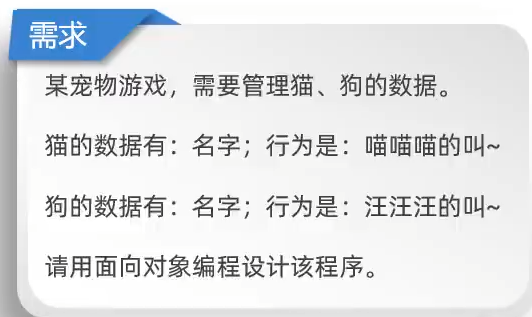 需求
某宠物游戏，需要管理猫、狗的数据。
猫的数据有：名字；行为是：喵喵喵的叫~
狗的数据有：名字；行为是：汪汪汪的叫~
请用面向对象编程设计该程序。